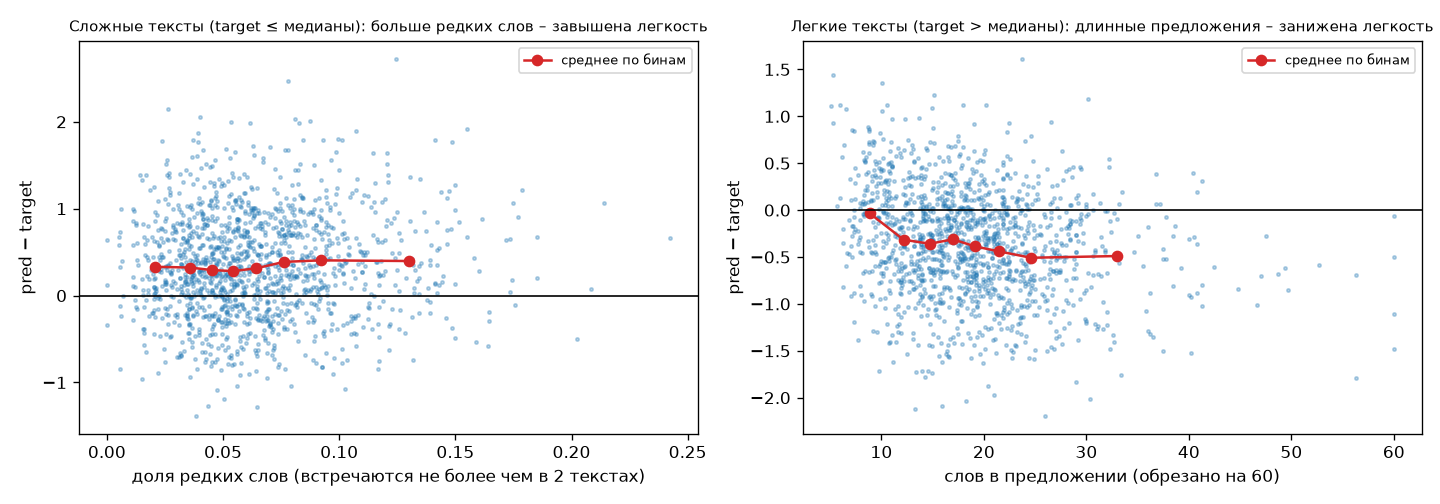 Сложные тексты (target ≤ медианы): больше редких слов – завышена легкость
среднее по бинам
pred − target
2
1
0
−1
0.00 0.05 0.10 0.15 0.20 0.25
доля редких слов (встречаются не более чем в 2 текстах)
Легкие тексты (target > медианы): длинные предложения – занижена легкость
среднее по бинам
pred − target
1.5
1.0
0.5
0.0
−0.5
−1.0
−1.5
−2.0
10 20 30 40 50 60
слов в предложении (обрезано на 60)